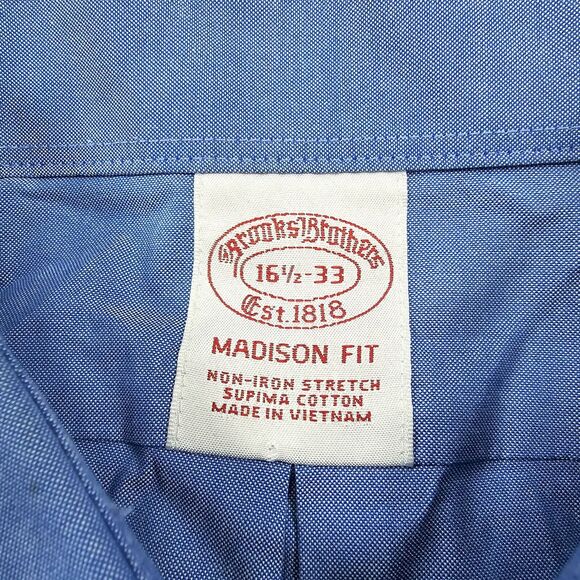 Brooks Brothers
16½-33
Est. 1818
MADISON FIT
NON-IRON STRETCH
SUPIMA COTTON
MADE IN VIETNAM